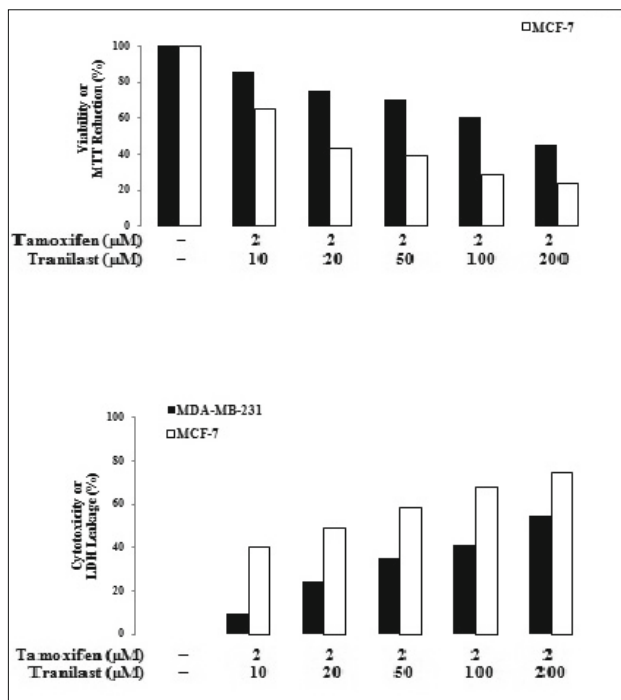 MCF-7
Viability or
MTT Reduction (%)
100
80
60
40
20
0
Tamoxifen (µM) – 2 2 2 2 2
Tranilast (µM) – 10 20 50 100 200
MDA-MB-231
MCF-7
Cytotoxicity or
LDH Leakage (%)
100
80
60
40
20
0
Tamoxifen (µM) – 2 2 2 2 2
Tranilast (µM) – 10 20 50 100 200